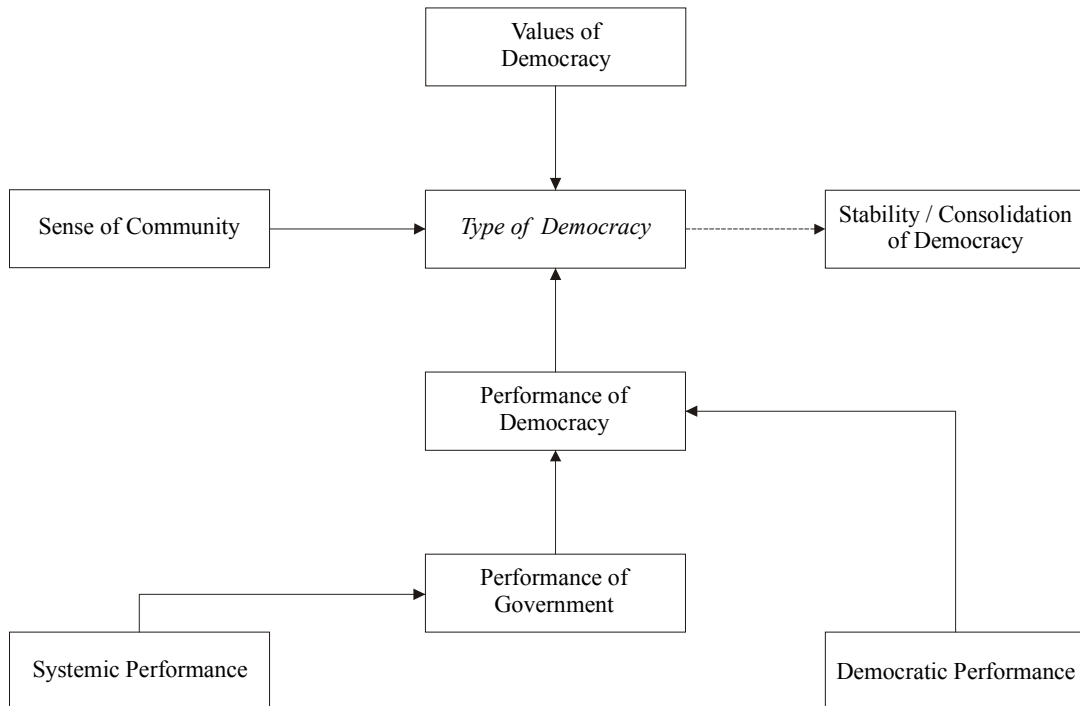 Values of
Democracy
Sense of Community
Type of Democracy
Stability / Consolidation
of Democracy
Performance of
Democracy
Performance of
Government
Systemic Performance
Democratic Performance